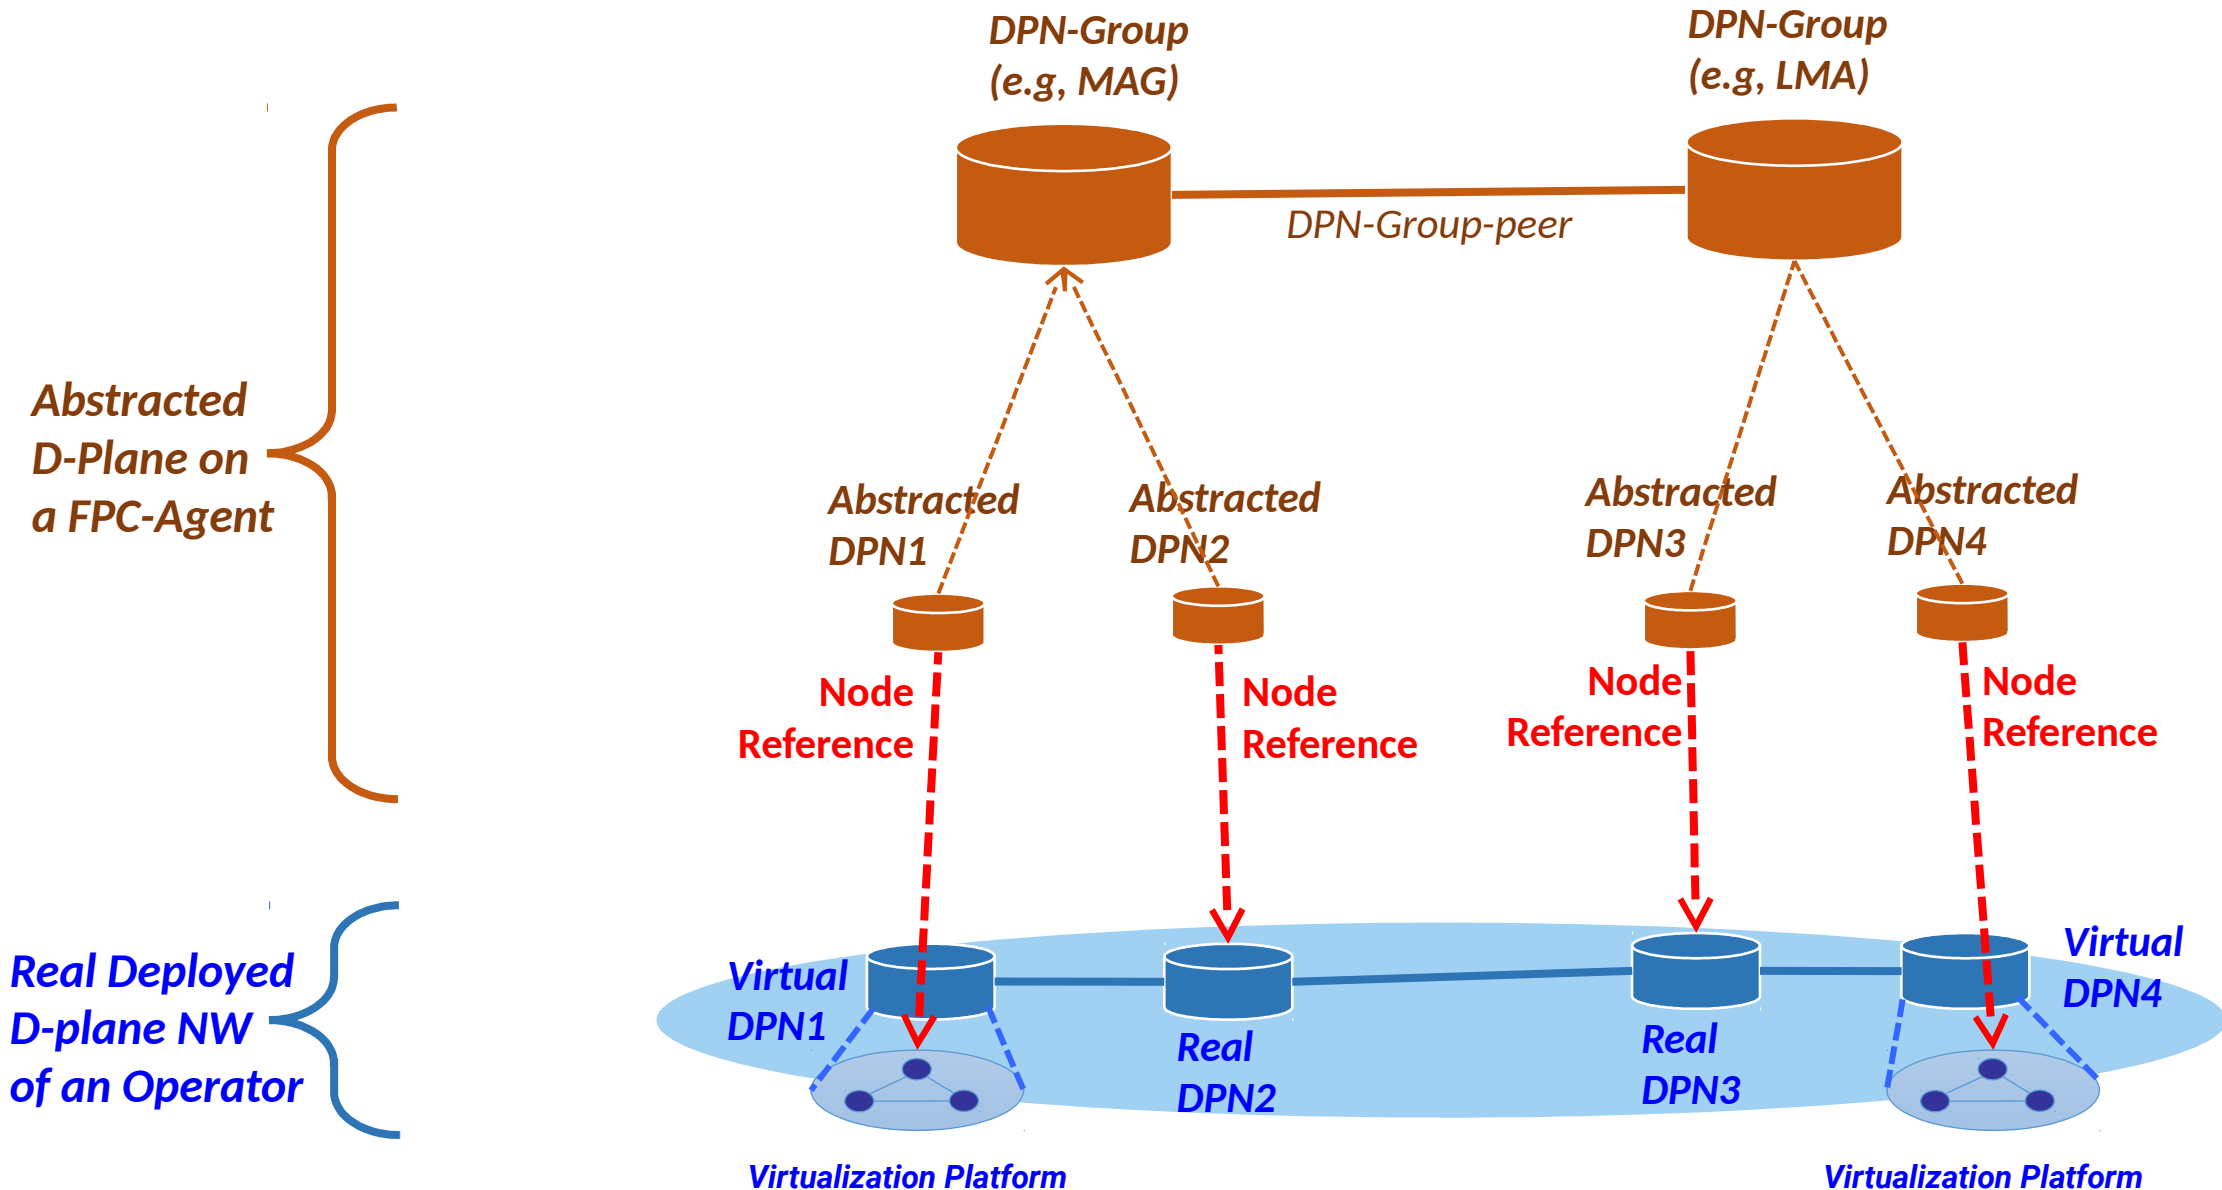 DPN-Group
(e.g, MAG)
DPN-Group
(e.g, LMA)
DPN-Group-peer
Abstracted
D-Plane on
a FPC-Agent
Abstracted
DPN1
Abstracted
DPN2
Abstracted
DPN3
Abstracted
DPN4
Node
Reference
Node
Reference
Node
Reference
Node
Reference
Real Deployed
D-plane NW
of an Operator
Virtual
DPN1
Real
DPN2
Real
DPN3
Virtual
DPN4
Virtualization Platform
Virtualization Platform